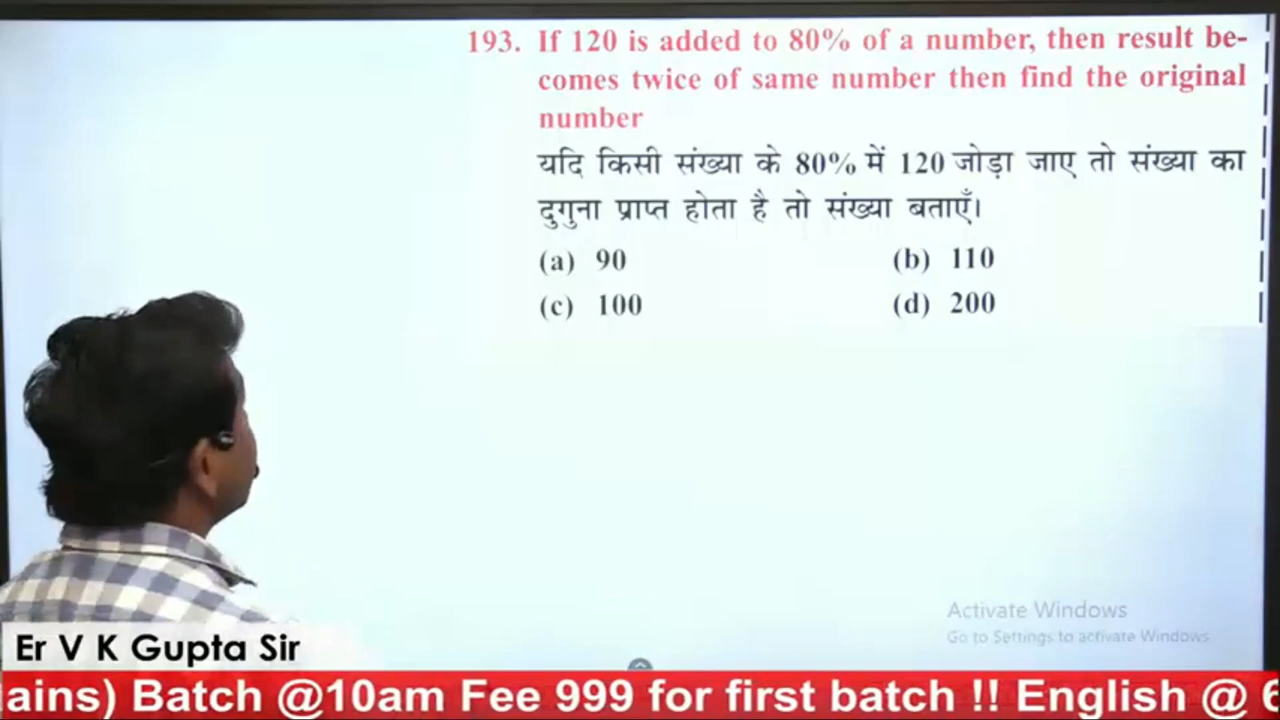 193. If 120 is added to 80% of a number, then result be-
comes twice of same number then find the original
number
यदि किसी संख्या के 80% में 120 जोड़ा जाए तो संख्या का
दुगुना प्राप्त होता है तो संख्या बताएँ।
(a) 90 (b) 110
(c) 100 (d) 200
Activate Windows
Go to Settings to activate Windows
Er V K Gupta Sir
ains) Batch @10am Fee 999 for first batch !! English @ 6